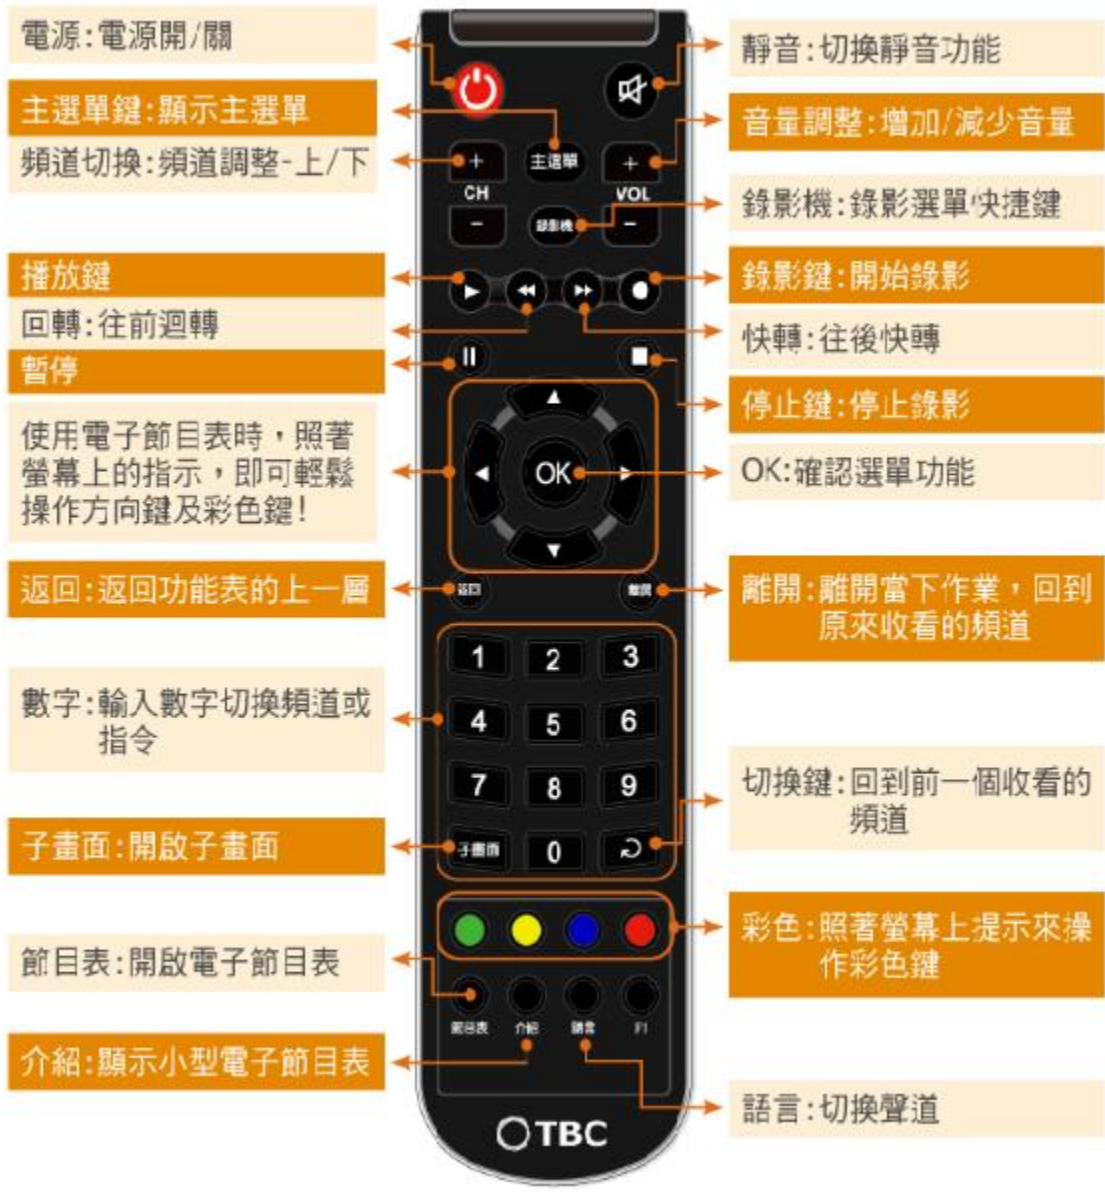 電源:電源開/關
主選單鍵:顯示主選單
頻道切換:頻道調整-上/下
播放鍵
回轉:往前迴轉
暫停
使用電子節目表時,照著
螢幕上的指示,即可輕鬆
操作方向鍵及彩色鍵!
返回:返回功能表的上一層
數字:輸入數字切換頻道或
指令
子畫面:開啟子畫面
節目表:開啟電子節目表
介紹:顯示小型電子節目表
+
主選單
+
CH
VOL
-
錄影機
-
OK
返回
離開
1
2
3
4
5
6
7
8
9
子畫面
0
節目表
介紹
語言
F1
TBC
靜音:切換靜音功能
音量調整:增加/減少音量
錄影機:錄影選單快捷鍵
錄影鍵:開始錄影
快轉:往後快轉
停止鍵:停止錄影
OK:確認選單功能
離開:離開當下作業,回到
原來收看的頻道
切換鍵:回到前一個收看的
頻道
彩色:照著螢幕上提示來操
作彩色鍵
語言:切換聲道